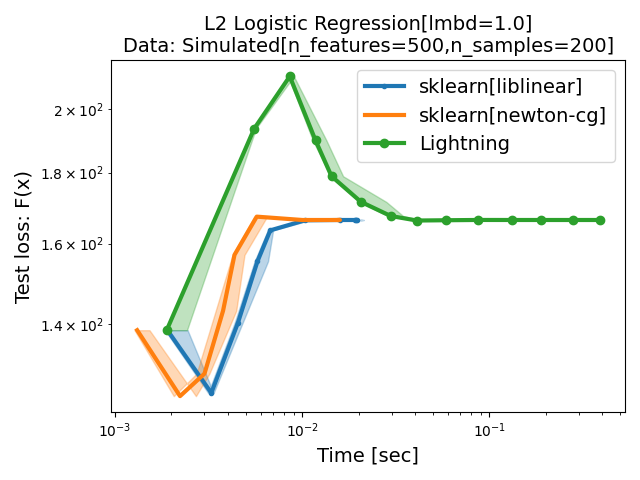 L2 Logistic Regression[lmbd=1.0]
Data: Simulated[n_features=500,n_samples=200]
sklearn[liblinear]
sklearn[newton-cg]
Lightning
Test loss: F(x)
2 × 10²
1.8 × 10²
1.6 × 10²
1.4 × 10²
10⁻³
10⁻²
10⁻¹
Time [sec]